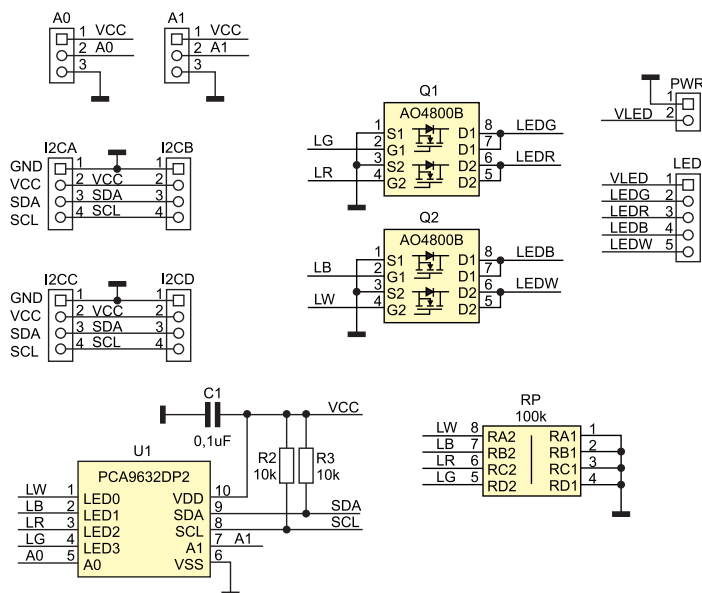 A0
1 VCC
2 A0
3
A1
1 VCC
2 A1
3
I2CA I2CB
GND 1 1
VCC 2 VCC 2
SDA 3 SDA 3
SCL 4 SCL 4
I2CC I2CD
GND 1 1
VCC 2 VCC 2
SDA 3 SDA 3
SCL 4 SCL 4
Q1
AO4800B
1 S1 D1 8 LEDG
LG 2 G1 D1 7
3 S2 D2 6 LEDR
LR 4 G2 D2 5
Q2
AO4800B
1 S1 D1 8 LEDB
LB 2 G1 D1 7
3 S2 D2 6 LEDW
LW 4 G2 D2 5
PWR
1
VLED 2
LED
VLED 1
LEDG 2
LEDR 3
LEDB 4
LEDW 5
C1
0,1uF
VCC
R2
10k
R3
10k
U1
PCA9632DP2
LW 1 LED0 VDD 10
LB 2 LED1 SDA 9 SDA
LR 3 LED2 SCL 8 SCL
LG 4 LED3 A1 7 A1
A0 5 A0 VSS 6
RP
100k
LW 8 RA2 RA1 1
LB 7 RB2 RB1 2
LR 6 RC2 RC1 3
LG 5 RD2 RD1 4